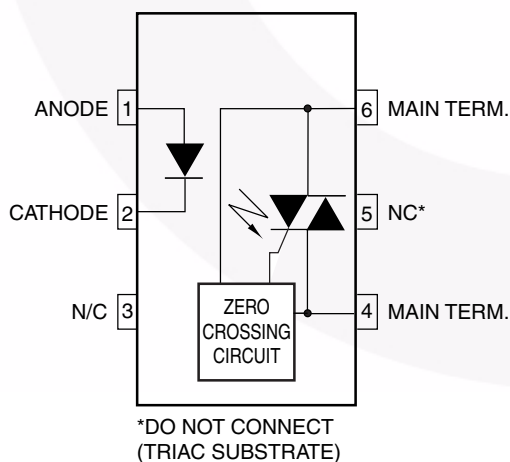 ANODE 1
6 MAIN TERM.
CATHODE 2
5 NC*
N/C 3
ZERO
CROSSING
CIRCUIT
4 MAIN TERM.
*DO NOT CONNECT
(TRIAC SUBSTRATE)